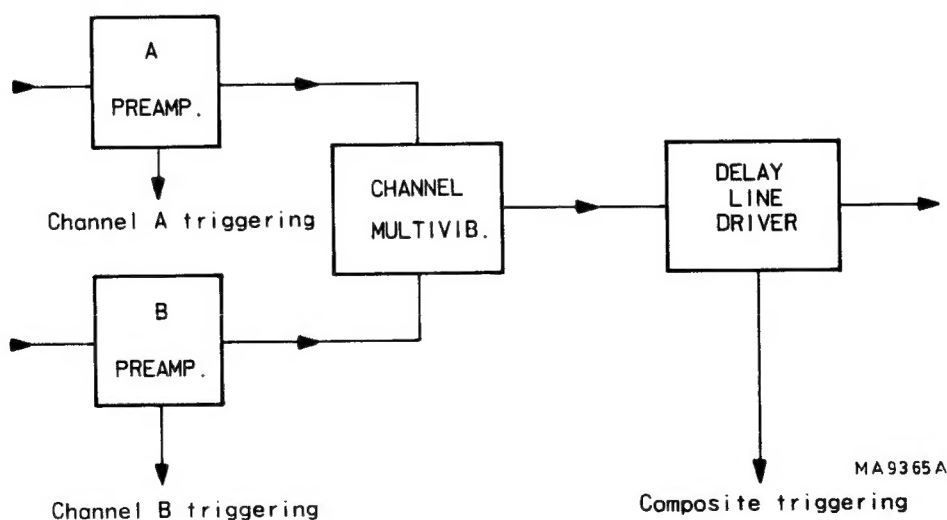 A
PREAMP.
Channel A triggering
CHANNEL
MULTIVIB.
DELAY
LINE
DRIVER
B
PREAMP.
Channel B triggering
Composite triggering
MA9365A